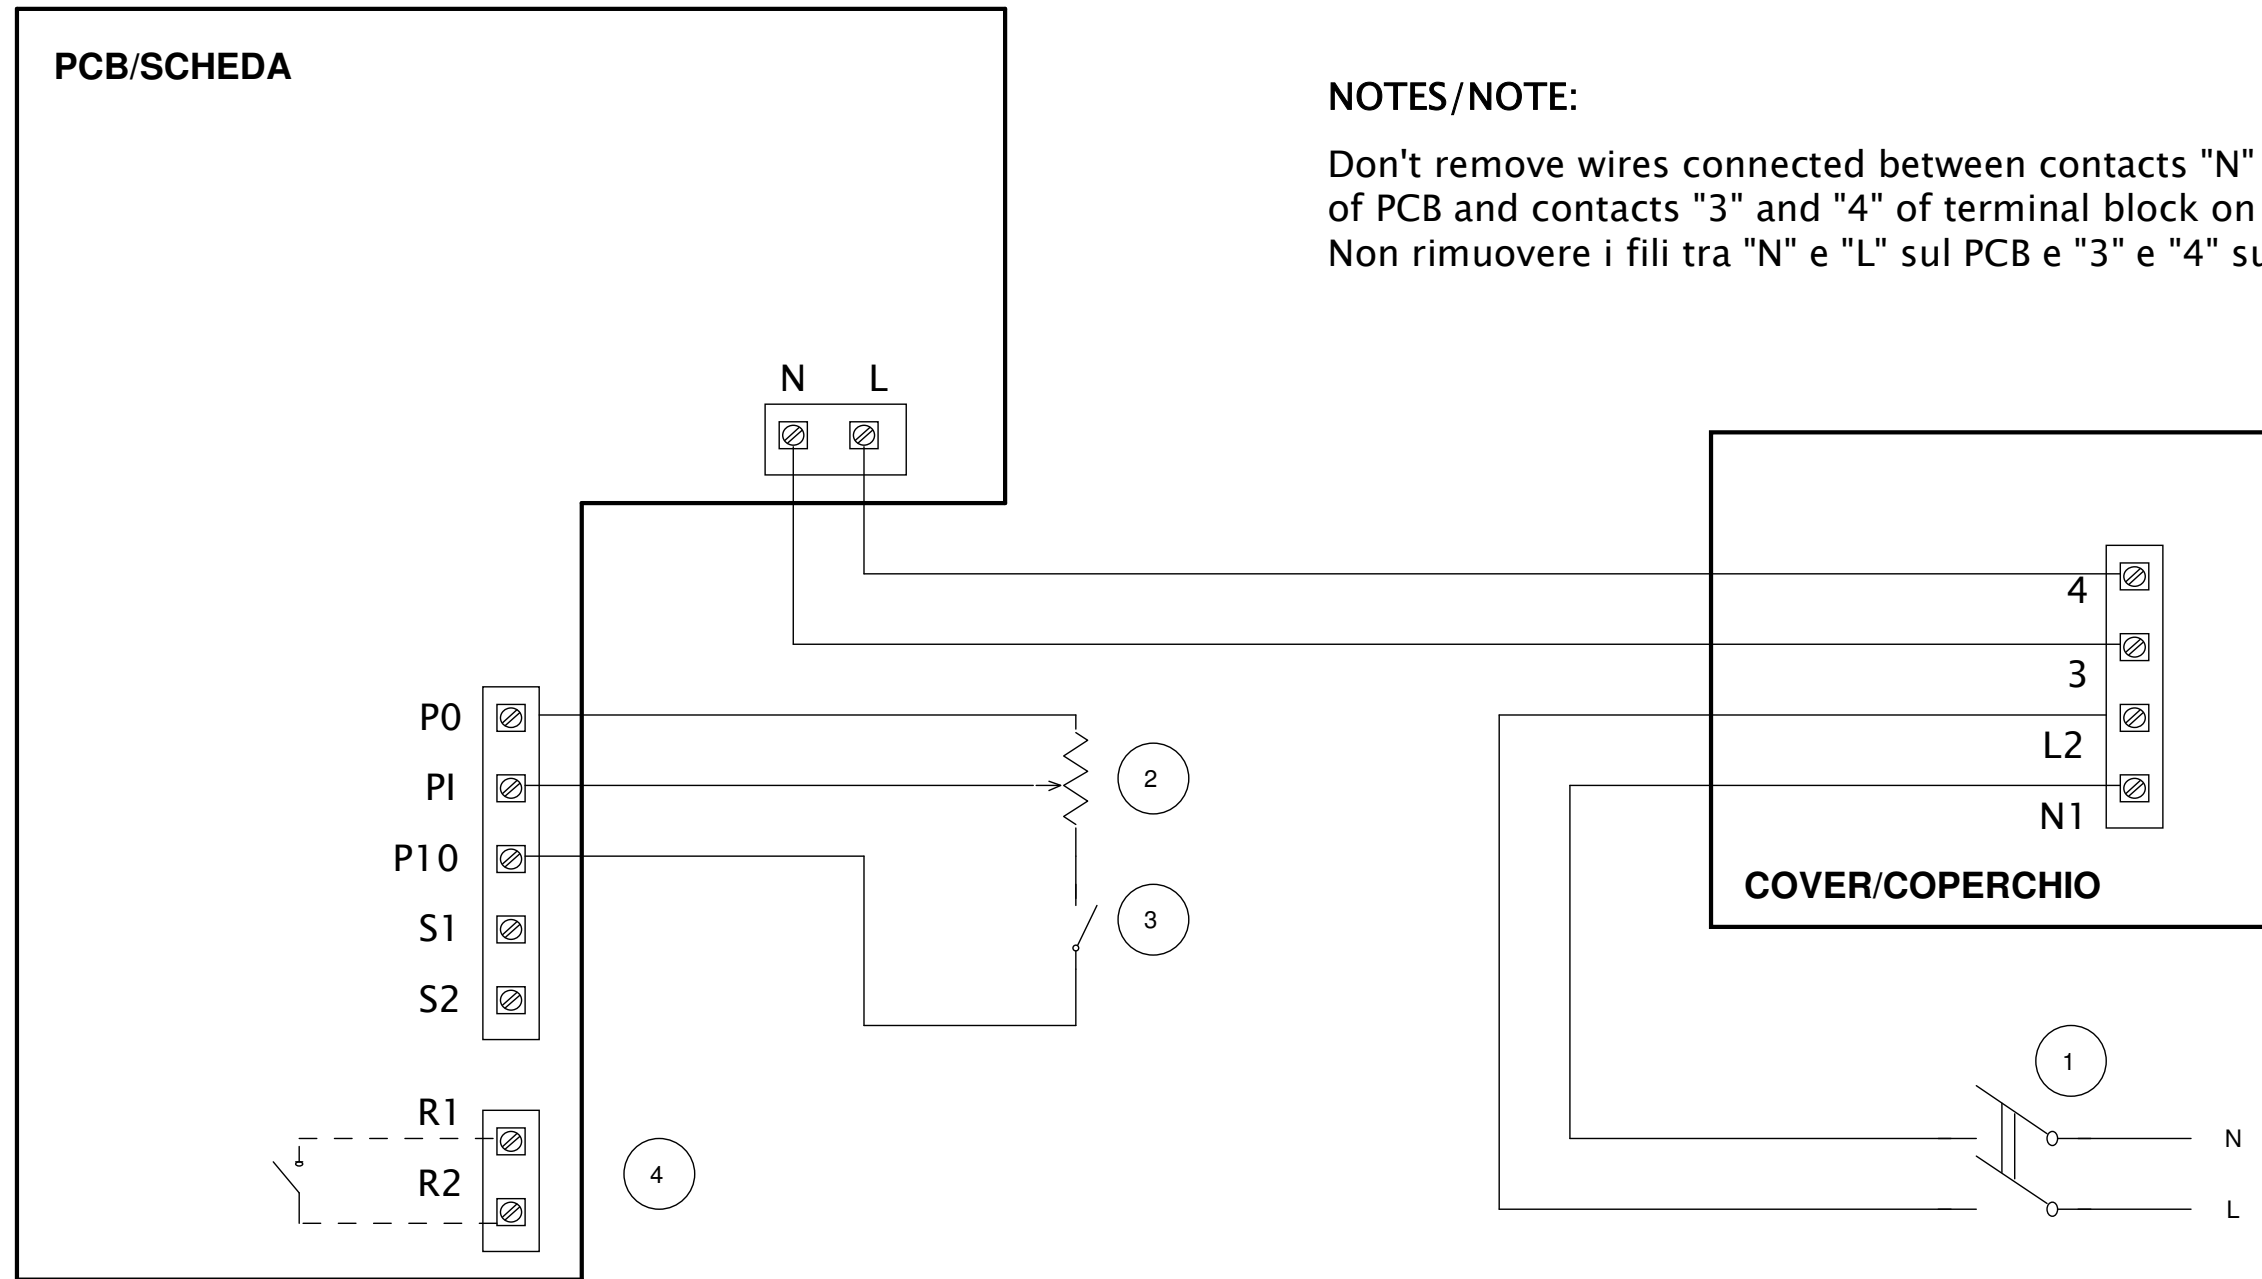 PCB/SCHEDA
NOTES/NOTE:
Don't remove wires connected between contacts "N"
of PCB and contacts "3" and "4" of terminal block on
Non rimuovere i fili tra "N" e "L" sul PCB e "3" e "4" su
N L
4
3
L2
N1
COVER/COPERCHIO
P0
PI
P10
S1
S2
R1
R2
2
3
4
1
N
L